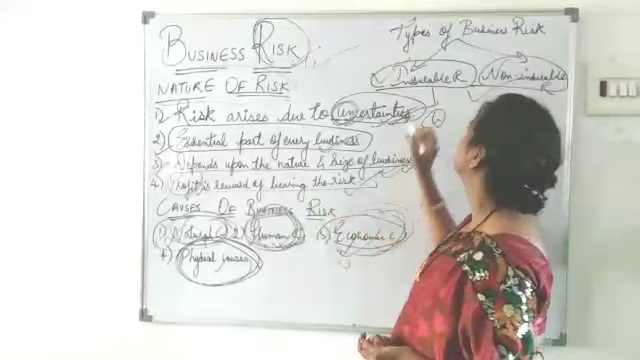 BUSINESS RISK
NATURE OF RISK
1) Risk arises due to uncertainties
2) Essential part of every business
3) Depends upon the nature & size of business
4) Profit is reward of bearing the risk
CAUSES OF BUSINESS RISK
1) Natural C 2) Human C 3) Economic C
4) Physical causes
Types of Business Risk
Insurable R
Non-insurable R